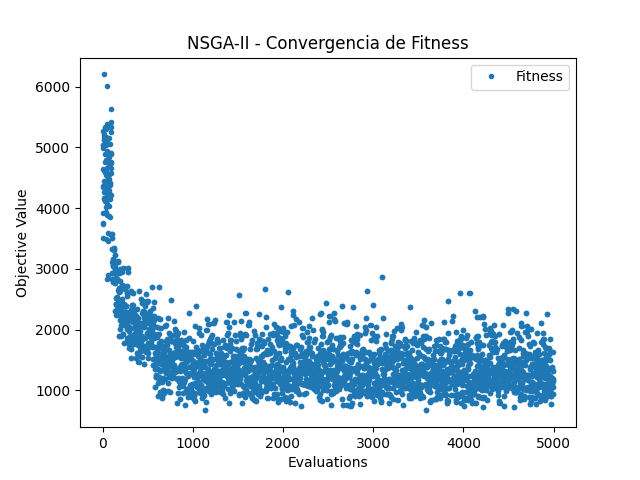 NSGA-II - Convergencia de Fitness
Fitness
6000
5000
4000
3000
2000
1000
Objective Value
0 1000 2000 3000 4000 5000
Evaluations